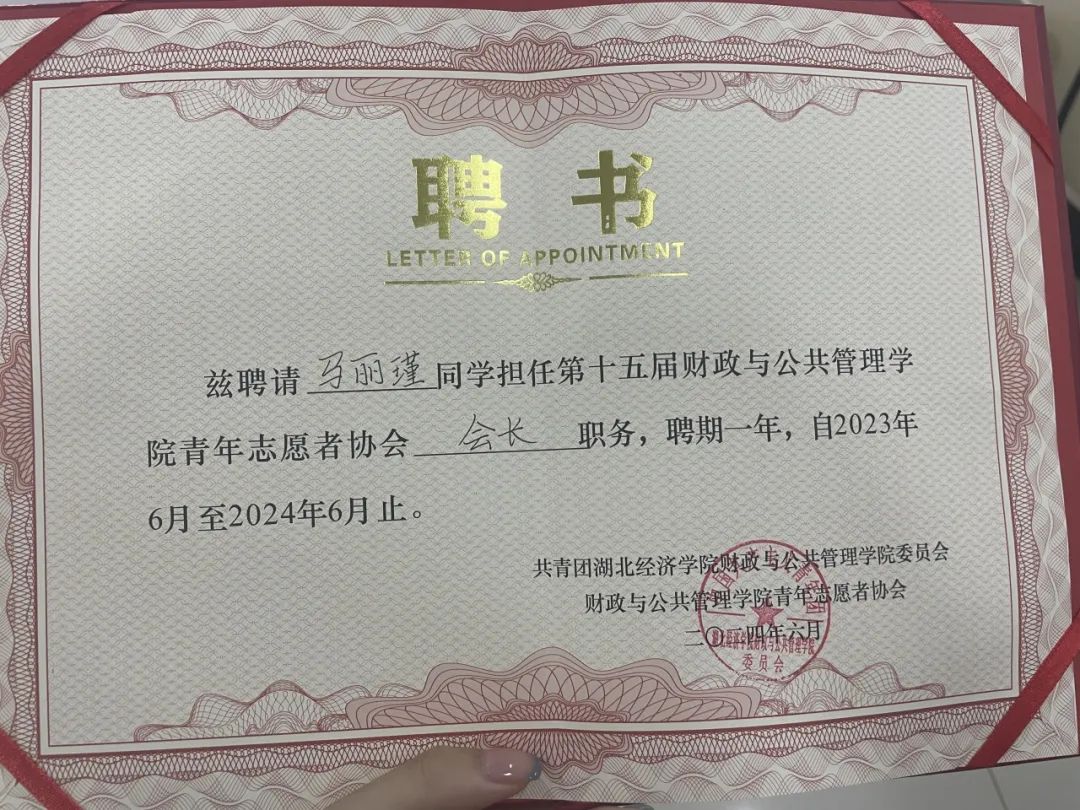 聘书
LETTER OF APPOINTMENT
兹聘请 马丽瑾 同学担任第十五届财政与公共管理学
院青年志愿者协会 会长 职务，聘期一年，自2023年
6月至2024年6月止。
共青团湖北经济学院财政与公共管理学院委员会
财政与公共管理学院青年志愿者协会
二〇二四年六月
委员会